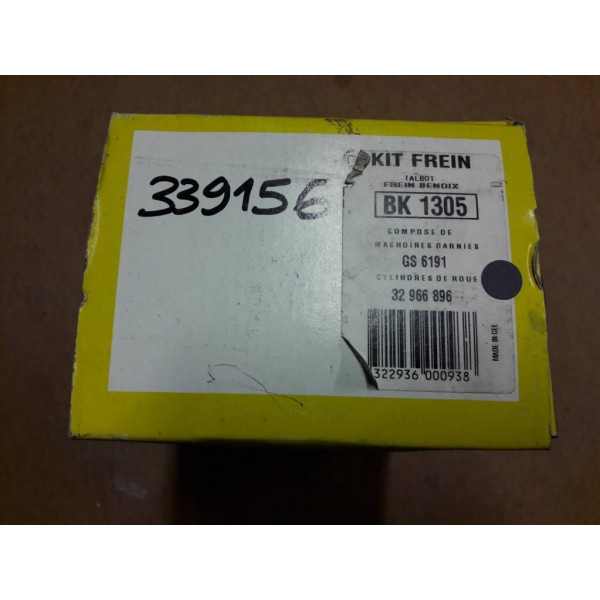 339156
KIT FREIN
TALBOT
FREIN BENDIX
BK 1305
COMPOSE DE
MACHOIRES GARNIES
GS 6191
CYLINDRES DE ROUE
32 966 896
MADE IN CEE
322936 000938